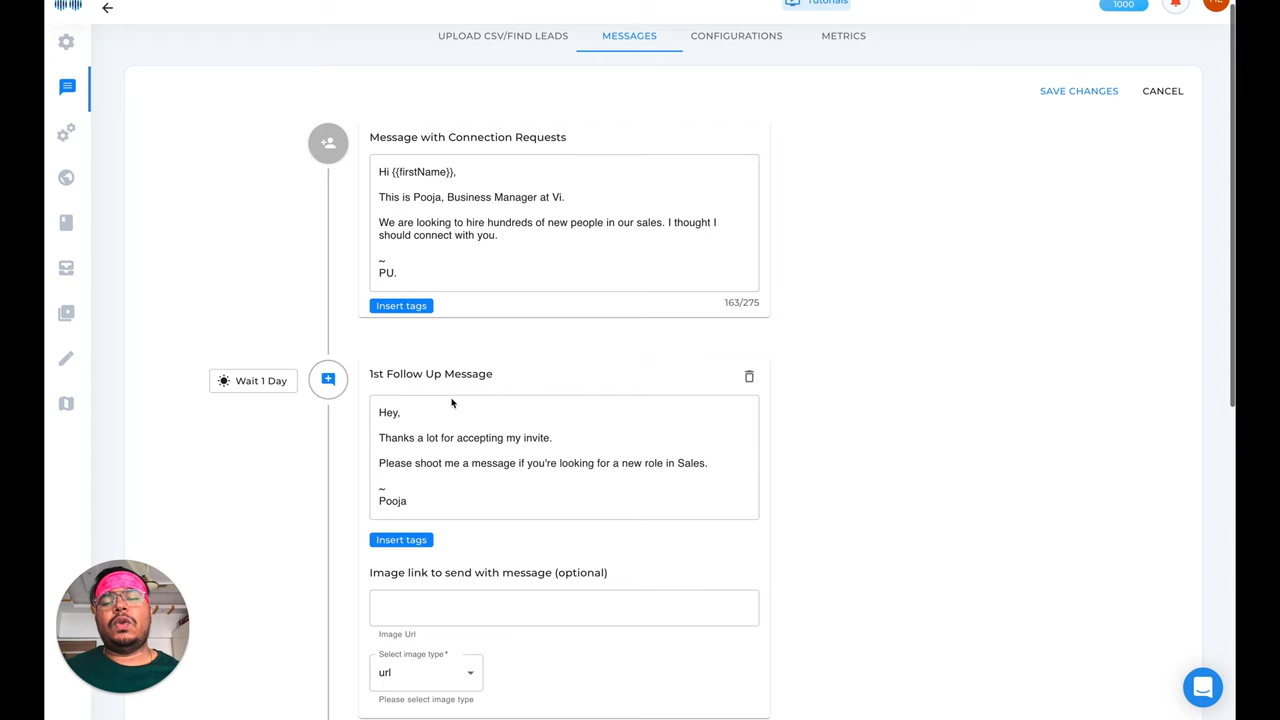 Tutorials
1000
UPLOAD CSV/FIND LEADS
MESSAGES
CONFIGURATIONS
METRICS
SAVE CHANGES
CANCEL
Message with Connection Requests
Hi {{firstName}},
This is Pooja, Business Manager at Vi.
We are looking to hire hundreds of new people in our sales. I thought I
should connect with you.
~
PU.
Insert tags
163/275
Wait 1 Day
1st Follow Up Message
Hey,
Thanks a lot for accepting my invite.
Please shoot me a message if you're looking for a new role in Sales.
~
Pooja
Insert tags
Image link to send with message (optional)
Image Url
Select image type*
url
Please select image type